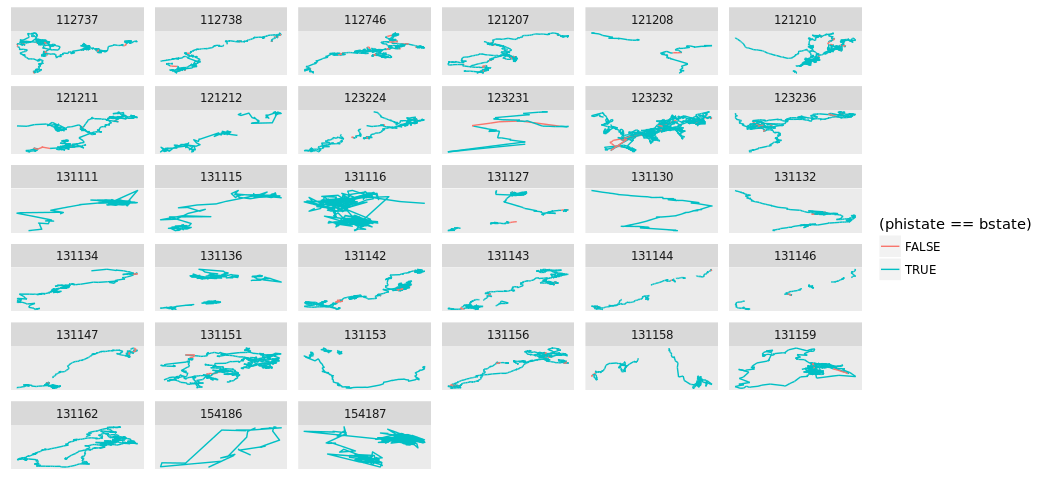 112737 112738 112746 121207 121208 121210
121211 121212 123224 123231 123232 123236
131111 131115 131116 131127 131130 131132
(phistate == bstate)
FALSE
TRUE
131134 131136 131142 131143 131144 131146
131147 131151 131153 131156 131158 131159
131162 154186 154187